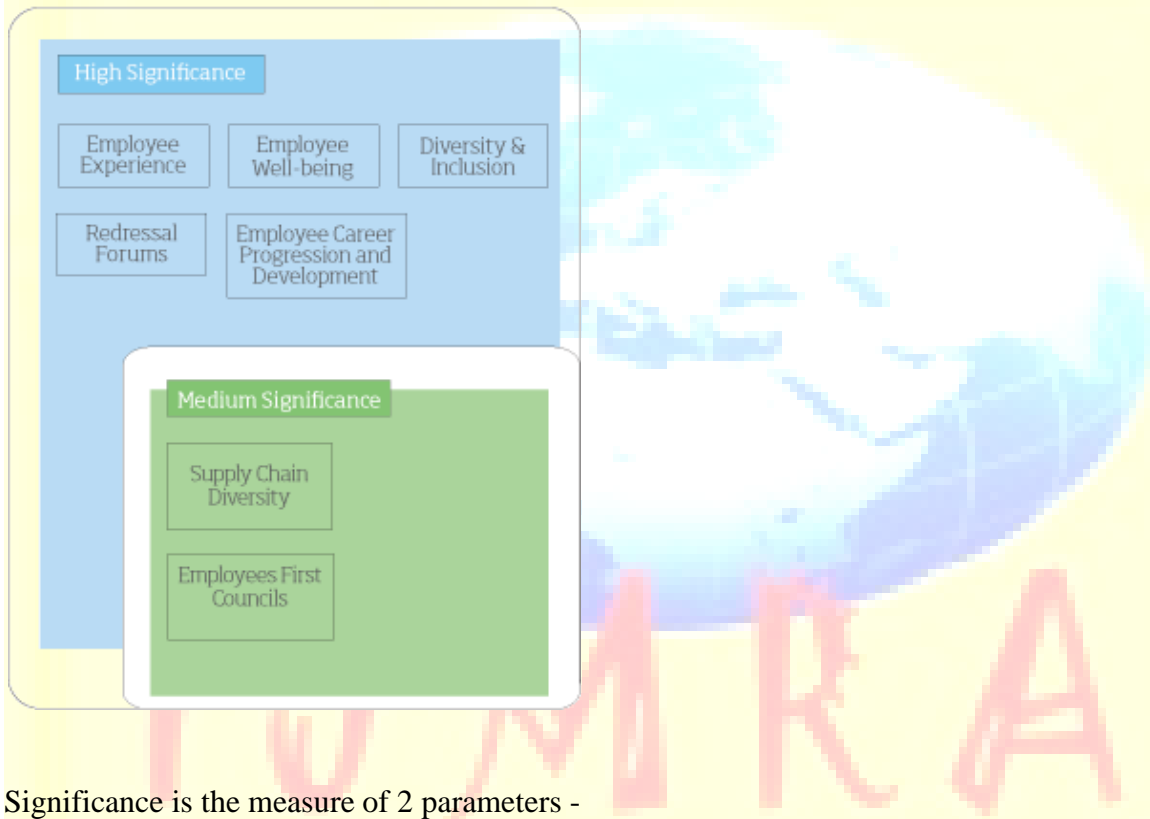 High Significance
Employee
Experience
Employee
Well-being
Diversity &
Inclusion
Redressal
Forums
Employee Career
Progression and
Development
Medium Significance
Supply Chain
Diversity
Employees First
Councils
Significance is the measure of 2 parameters -